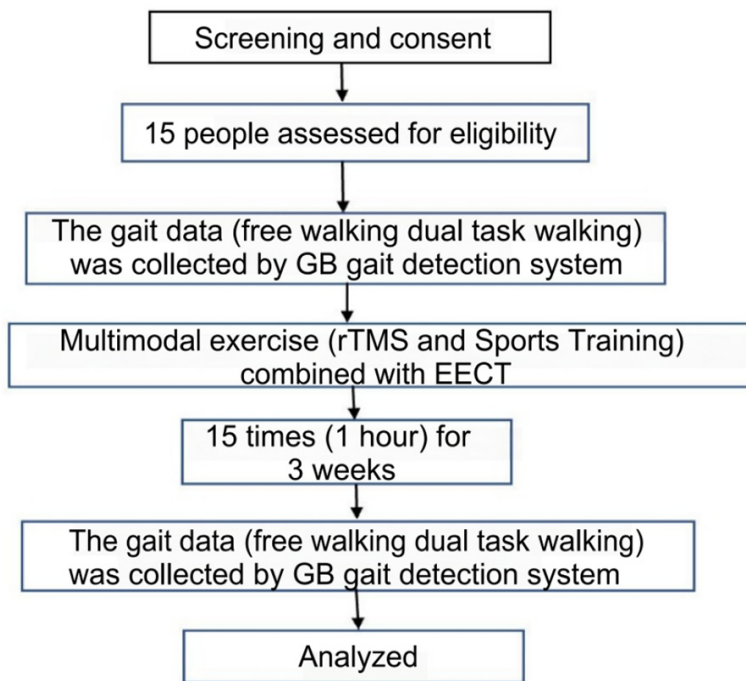 Screening and consent
15 people assessed for eligibility
The gait data (free walking dual task walking)
was collected by GB gait detection system
Multimodal exercise (rTMS and Sports Training)
combined with EECT
15 times (1 hour) for
3 weeks
The gait data (free walking dual task walking)
was collected by GB gait detection system
Analyzed